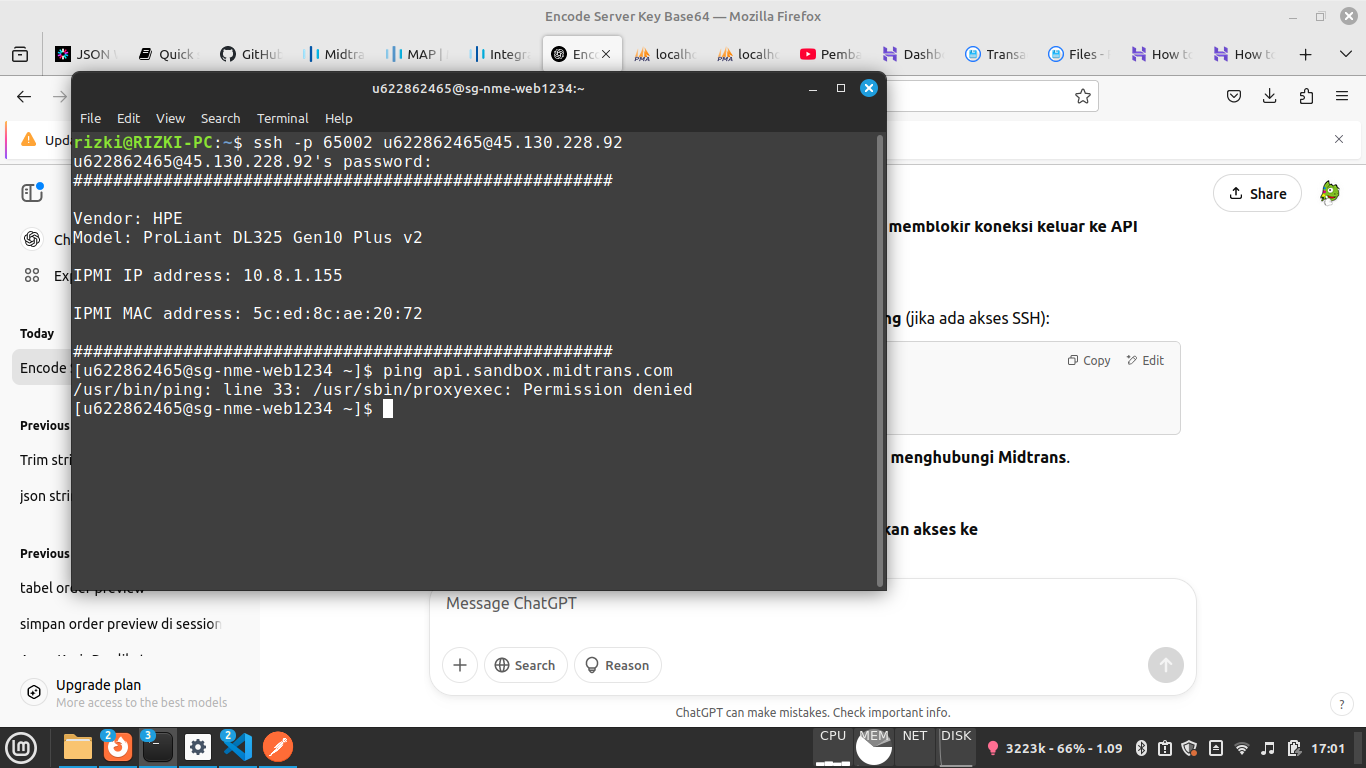 Encode Server Key Base64 — Mozilla Firefox
JSON
Quick
GitHub
Midtra
MAP |
Integra
Enc
localho
localho
Pemba
Dashb
Transa
Files -
How to
How to
u622862465@sg-nme-web1234:~
File Edit View Search Terminal Help
rizki@RIZKI-PC:~$ ssh -p 65002 u622862465@45.130.228.92
u622862465@45.130.228.92's password:
######################################################
Vendor: HPE
Model: ProLiant DL325 Gen10 Plus v2
IPMI IP address: 10.8.1.155
IPMI MAC address: 5c:ed:8c:ae:20:72
######################################################
[u622862465@sg-nme-web1234 ~]$ ping api.sandbox.midtrans.com
/usr/bin/ping: line 33: /usr/sbin/proxyexec: Permission denied
[u622862465@sg-nme-web1234 ~]$
Upd
Share
Ch
Exp
Today
Encode s
Previous
Trim stri
json strin
Previous
tabel order preview
simpan order preview di session
Upgrade plan
More access to the best models
memblokir koneksi keluar ke API
ng (jika ada akses SSH):
Copy
Edit
menghubungi Midtrans.
kan akses ke
Message ChatGPT
Search
Reason
ChatGPT can make mistakes. Check important info.
?
2
3
2
CPU
MEM
NET
DISK
3223k - 66% - 1.09
17:01